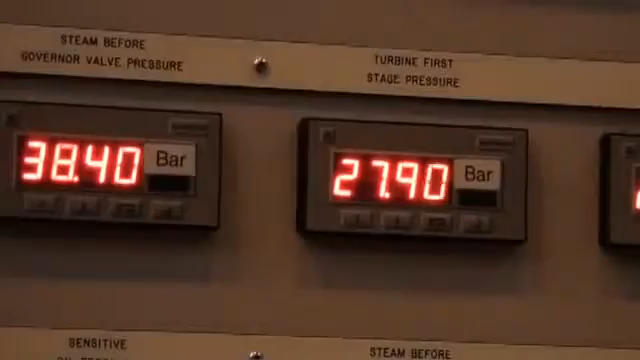 STEAM BEFORE
GOVERNOR VALVE PRESSURE
TURBINE FIRST
STAGE PRESSURE
38.40 Bar
27.90 Bar
SENSITIVE
STEAM BEFORE